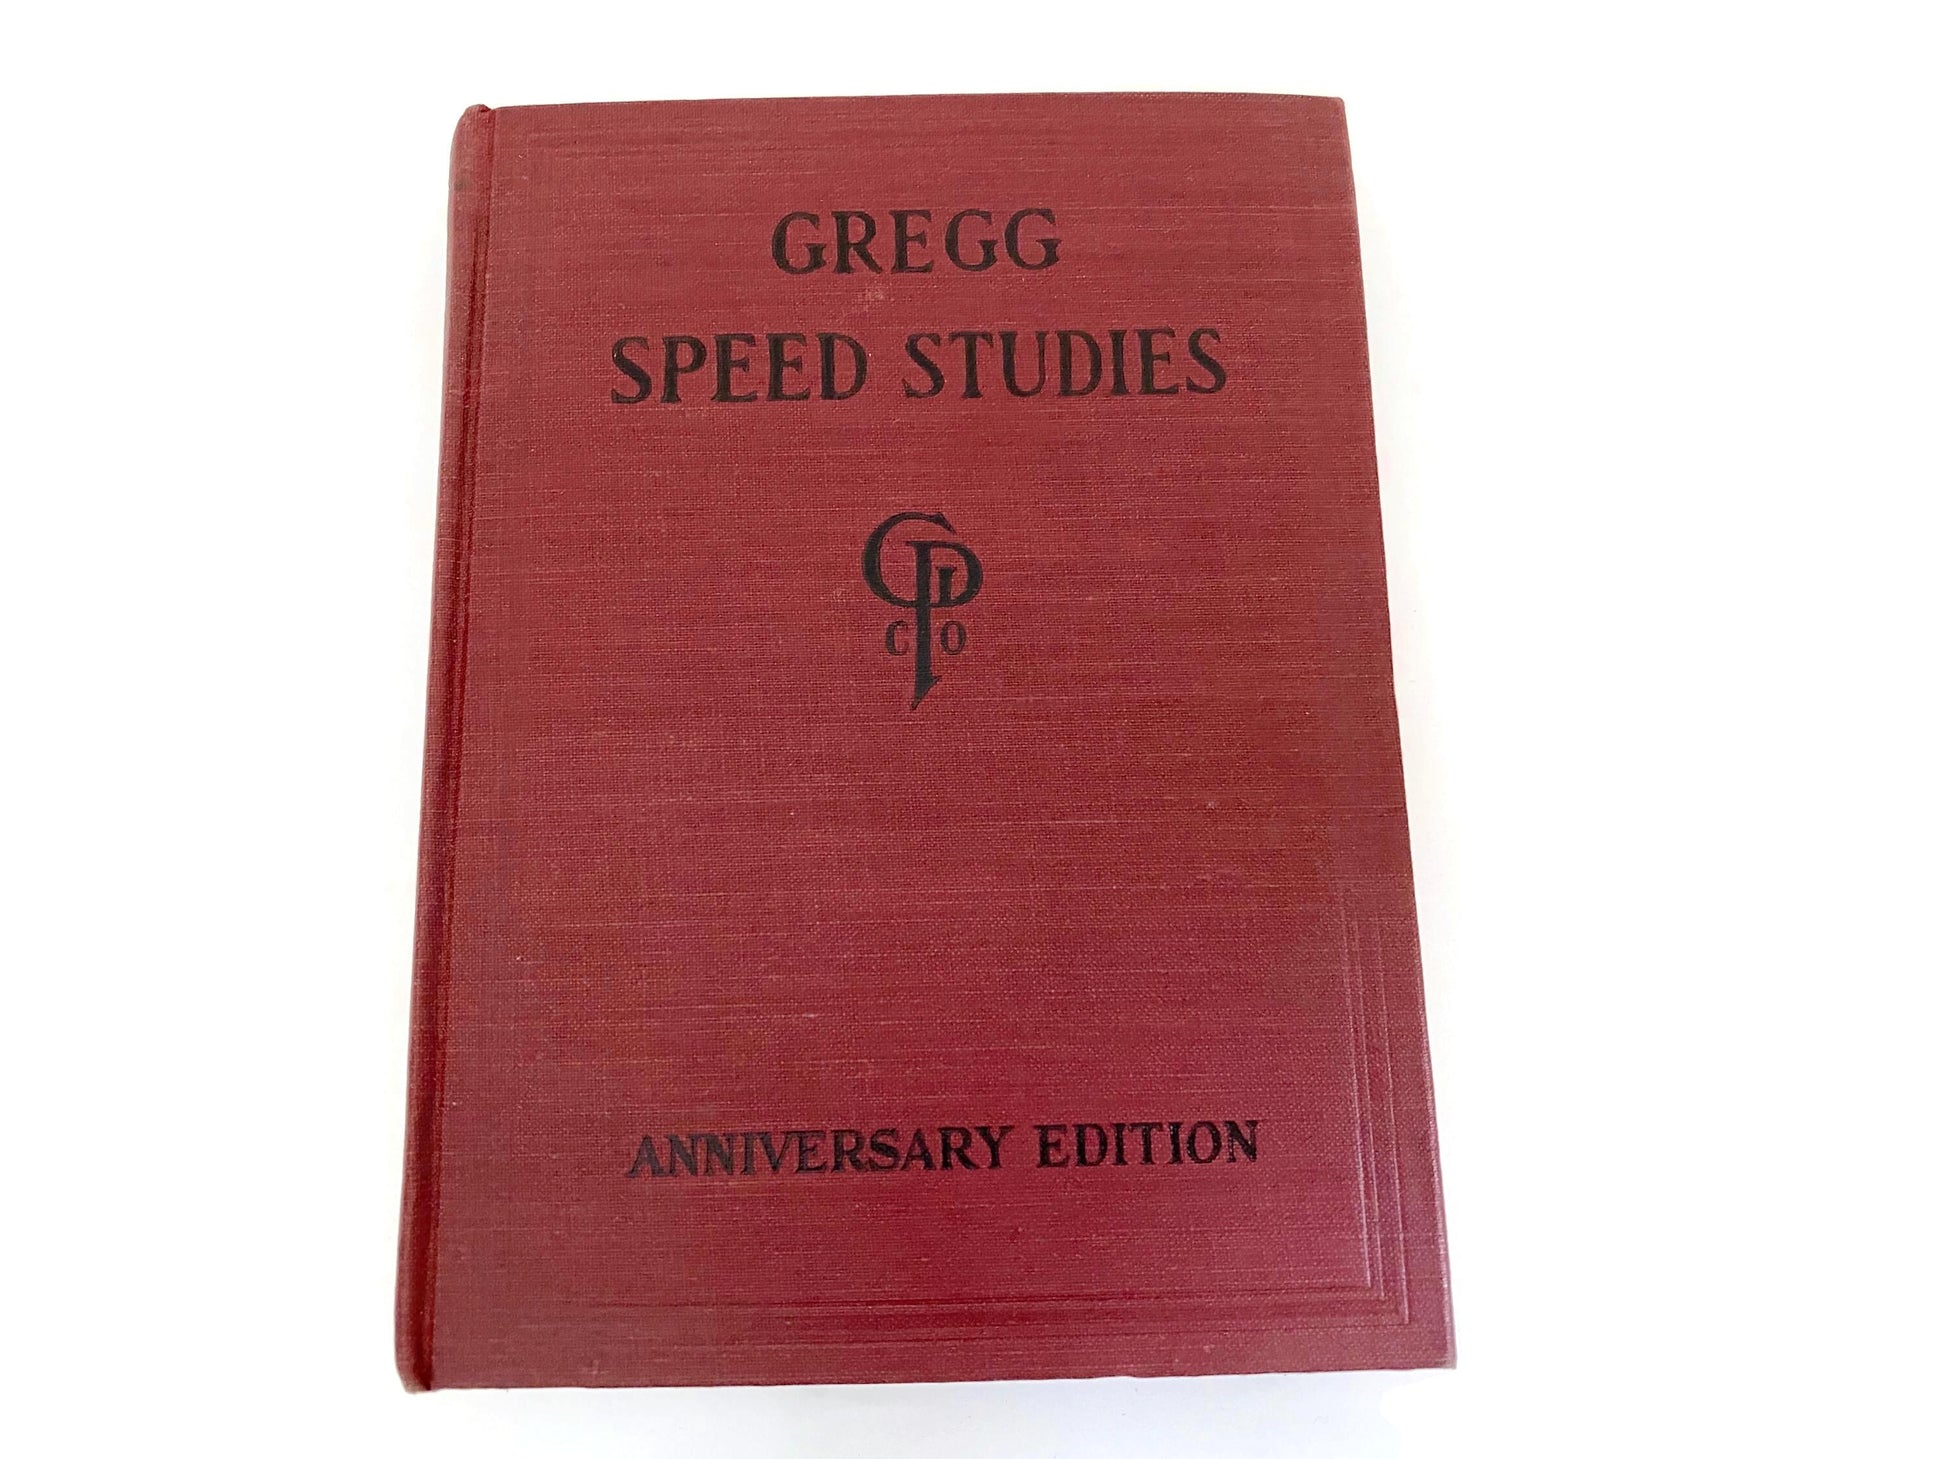 GREGG
SPEED STUDIES
GP
CO
ANNIVERSARY EDITION